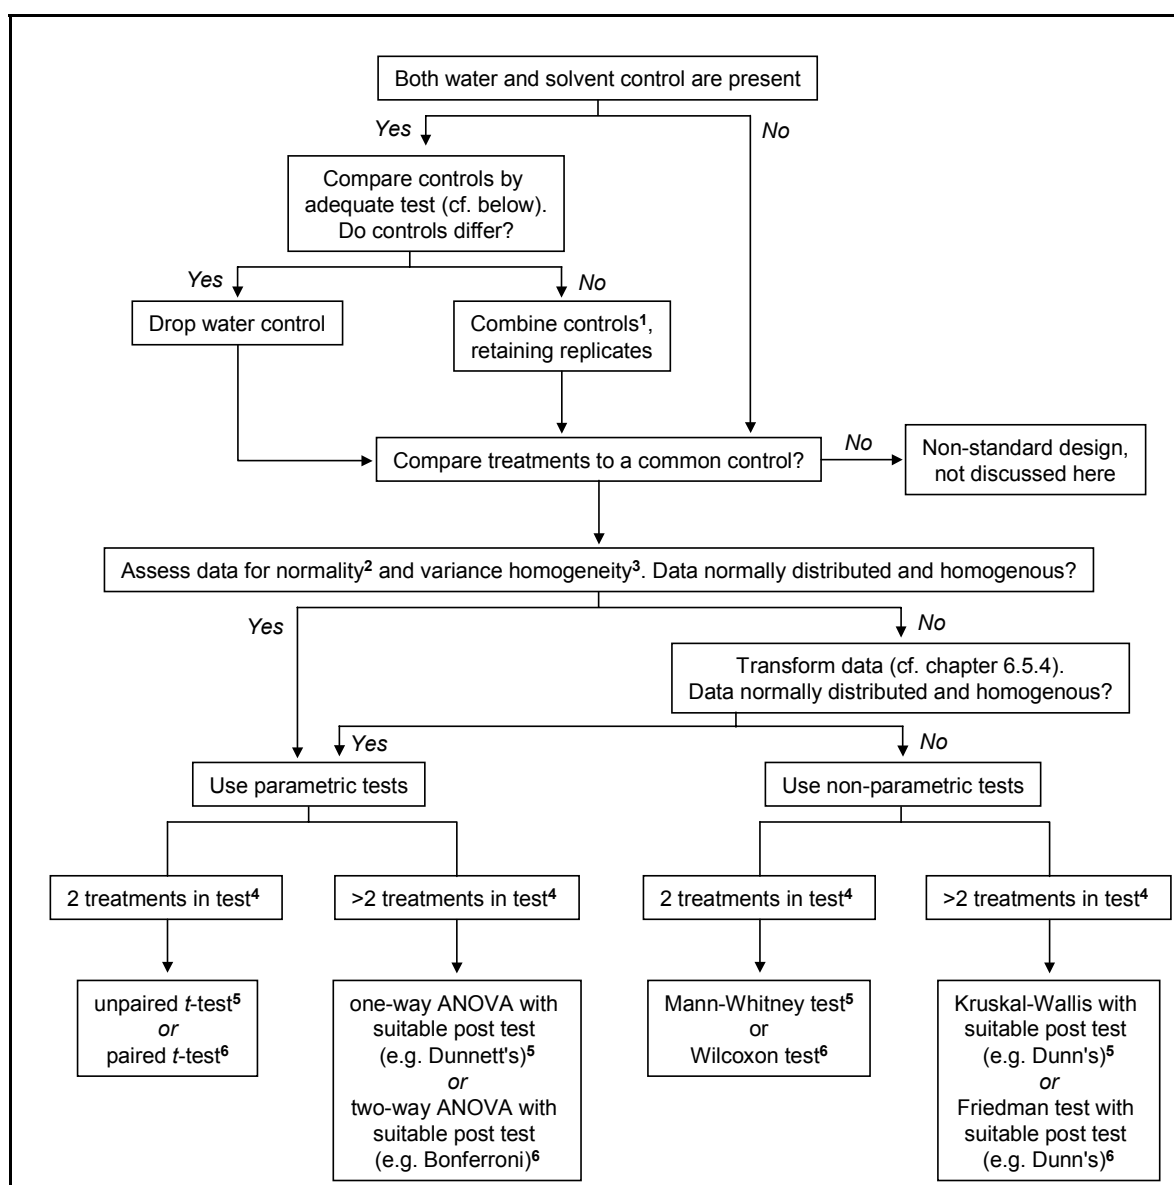 Both water and solvent control are present
Yes
No
Compare controls by
adequate test (cf. below).
Do controls differ?
Yes
No
Drop water control
Combine controls¹,
retaining replicates
Compare treatments to a common control?
No
Non-standard design,
not discussed here
Assess data for normality² and variance homogeneity³. Data normally distributed and homogenous?
Yes
No
Transform data (cf. chapter 6.5.4).
Data normally distributed and homogenous?
Yes
No
Use parametric tests
Use non-parametric tests
2 treatments in test⁴
>2 treatments in test⁴
2 treatments in test⁴
>2 treatments in test⁴
unpaired t-test⁵
or
paired t-test⁶
one-way ANOVA with
suitable post test
(e.g. Dunnett's)⁵
or
two-way ANOVA with
suitable post test
(e.g. Bonferroni)⁶
Mann-Whitney test⁵
or
Wilcoxon test⁶
Kruskal-Wallis with
suitable post test
(e.g. Dunn's)⁵
or
Friedman test with
suitable post test
(e.g. Dunn's)⁶